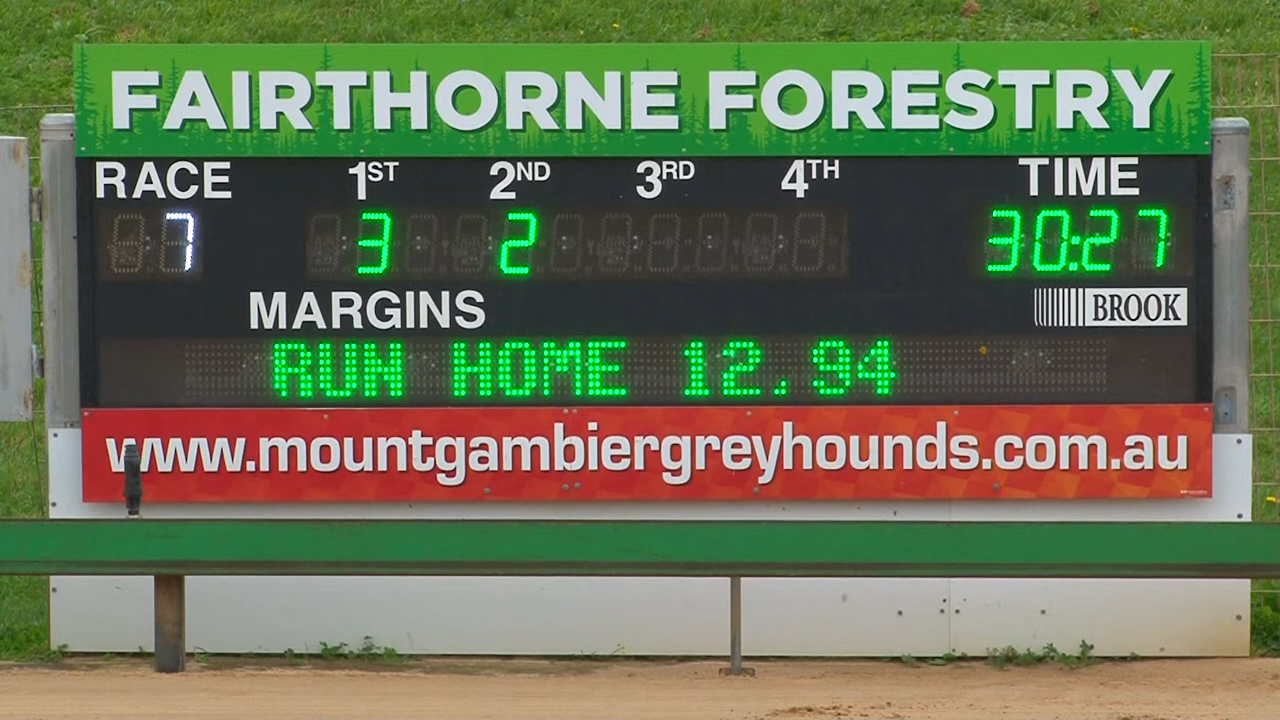 FAIRTHORNE FORESTRY
RACE 1ST 2ND 3RD 4TH TIME
7 3 2 30:27
MARGINS BROOK
RUN HOME 12.94
www.mountgambiergreyhounds.com.au